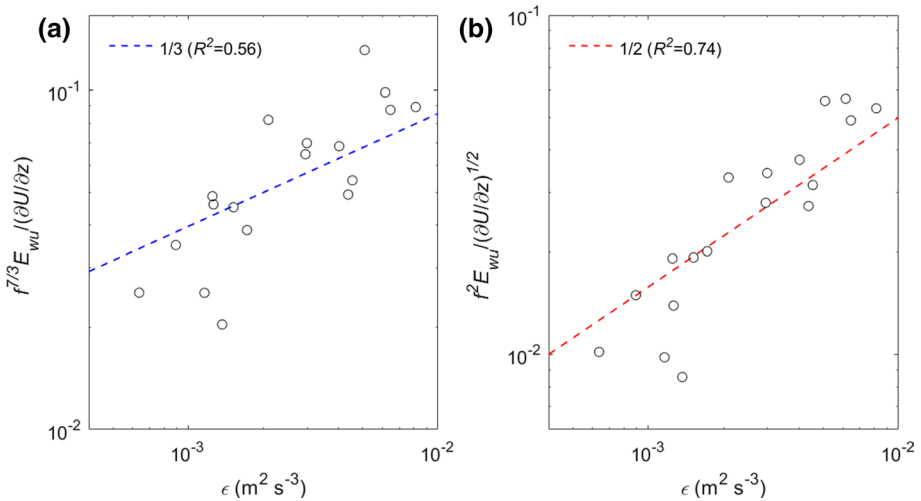 (a)
1/3 (R²=0.56)
10⁻¹
10⁻²
f^{7/3}E_{wu}/(∂U/∂z)
10⁻³
10⁻²
ϵ (m² s⁻³)
(b)
1/2 (R²=0.74)
10⁻¹
10⁻²
f²E_{wu}/(∂U/∂z)^{1/2}
10⁻³
10⁻²
ϵ (m² s⁻³)